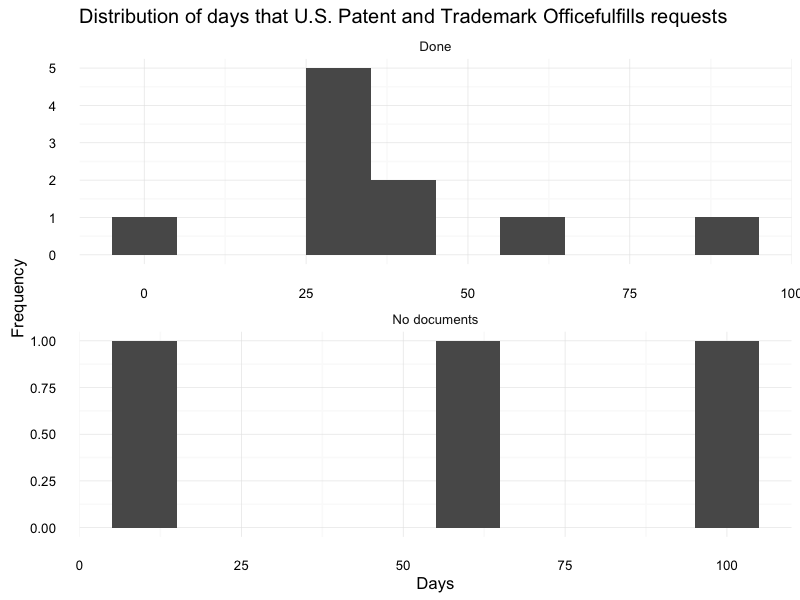 Distribution of days that U.S. Patent and Trademark Officefulfills requests
Done
5
4
3
2
1
0
0 25 50 75 100
Frequency
No documents
1.00
0.75
0.50
0.25
0.00
0 25 50 75 100
Days